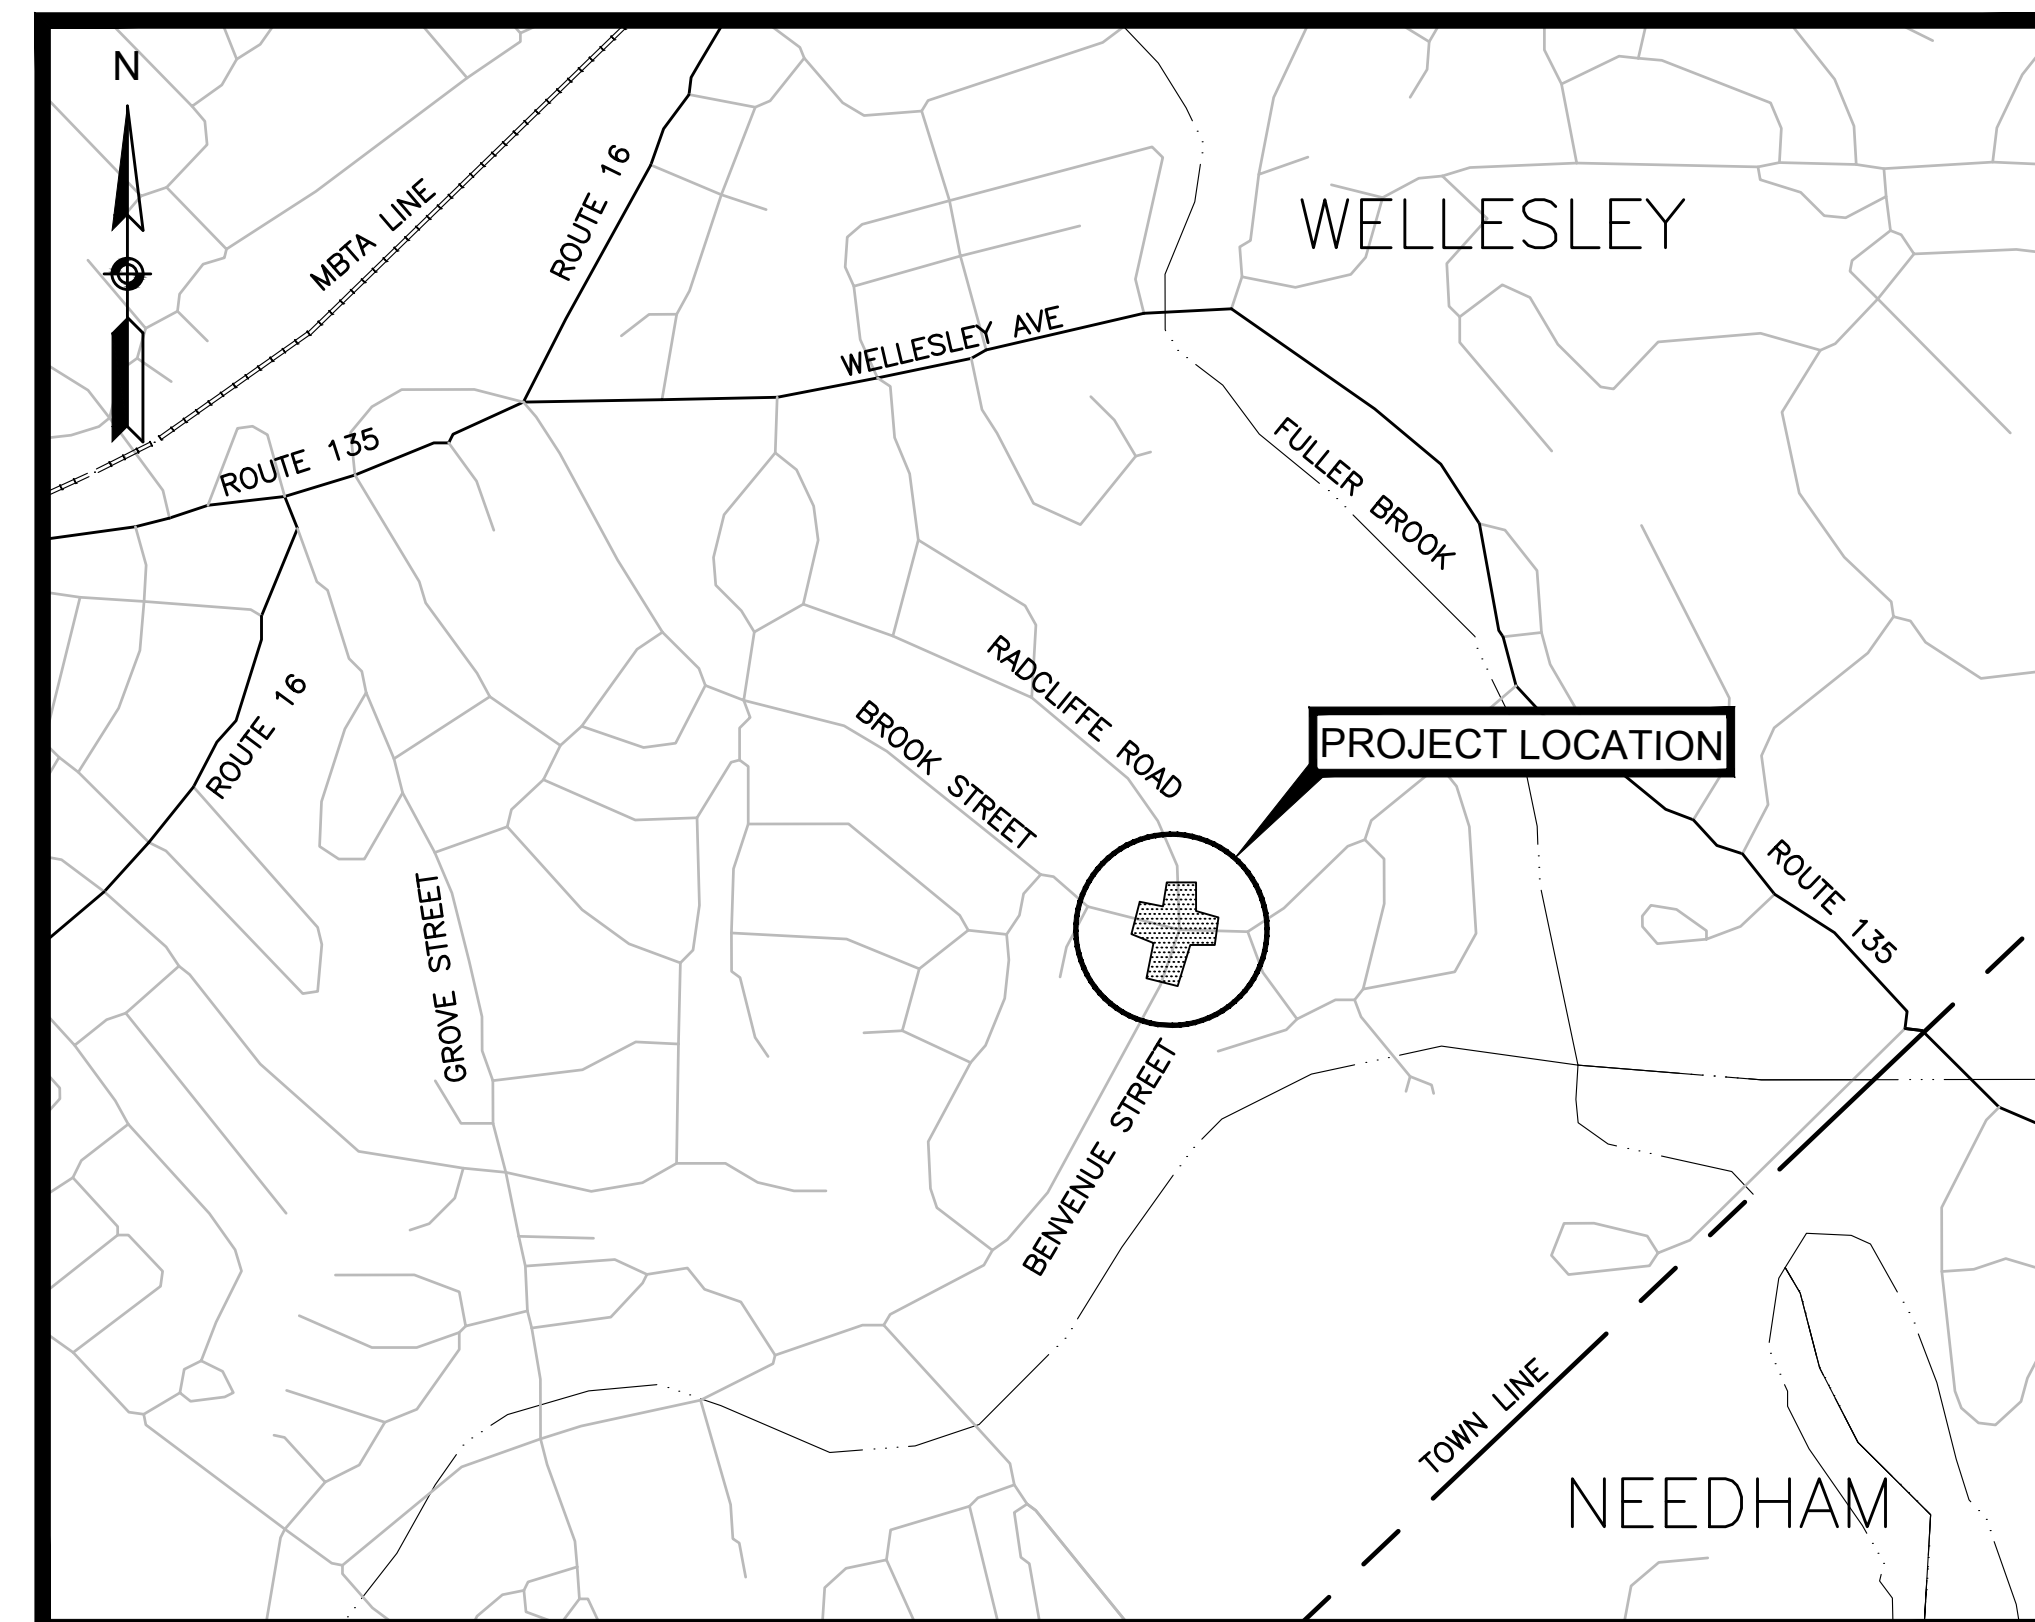 N
MBTA LINE
ROUTE 16
WELLESLEY
WELLESLEY AVE
ROUTE 135
FULLER BROOK
ROUTE 16
RADCLIFFE ROAD
BROOK STREET
PROJECT LOCATION
GROVE STREET
ROUTE 135
BENVENUE STREET
TOWN LINE
NEEDHAM